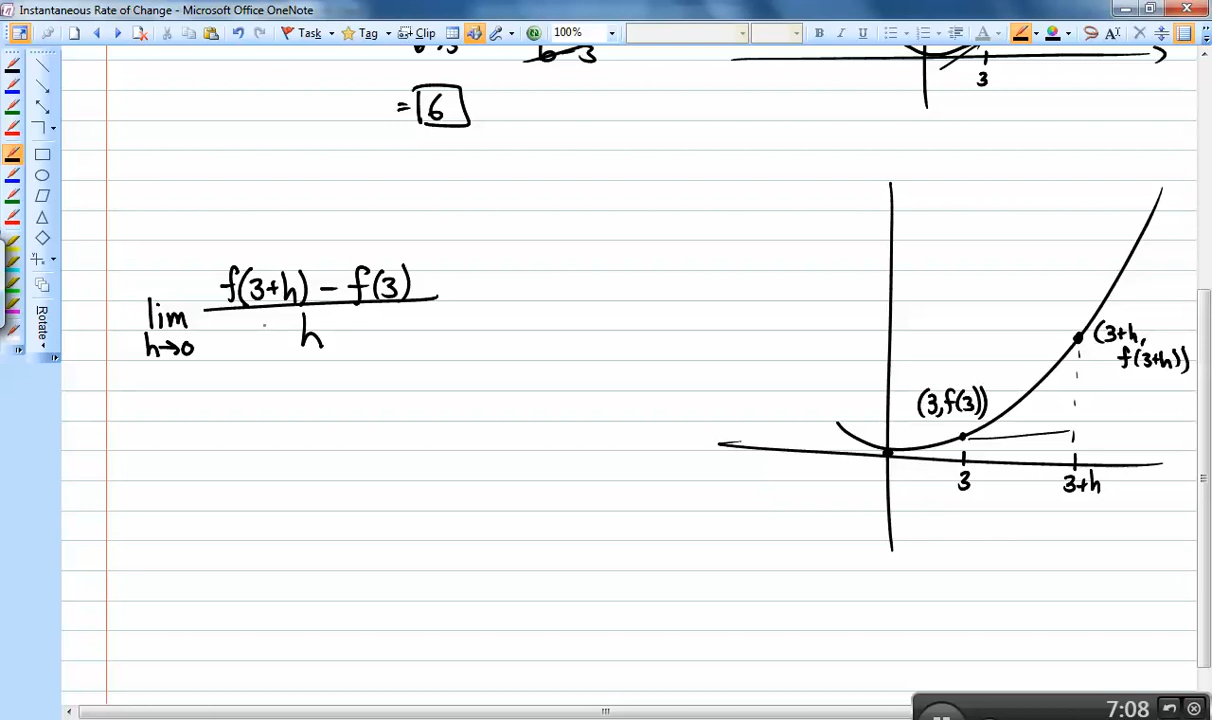 Instantaneous Rate of Change - Microsoft Office OneNote
Task Tag Clip 100% B I U A
3
= 6
3
Rotate
f(3+h) - f(3)
lim
h→0
h
(3+h,
f(3+h))
(3,f(3))
3
3+h
7:08